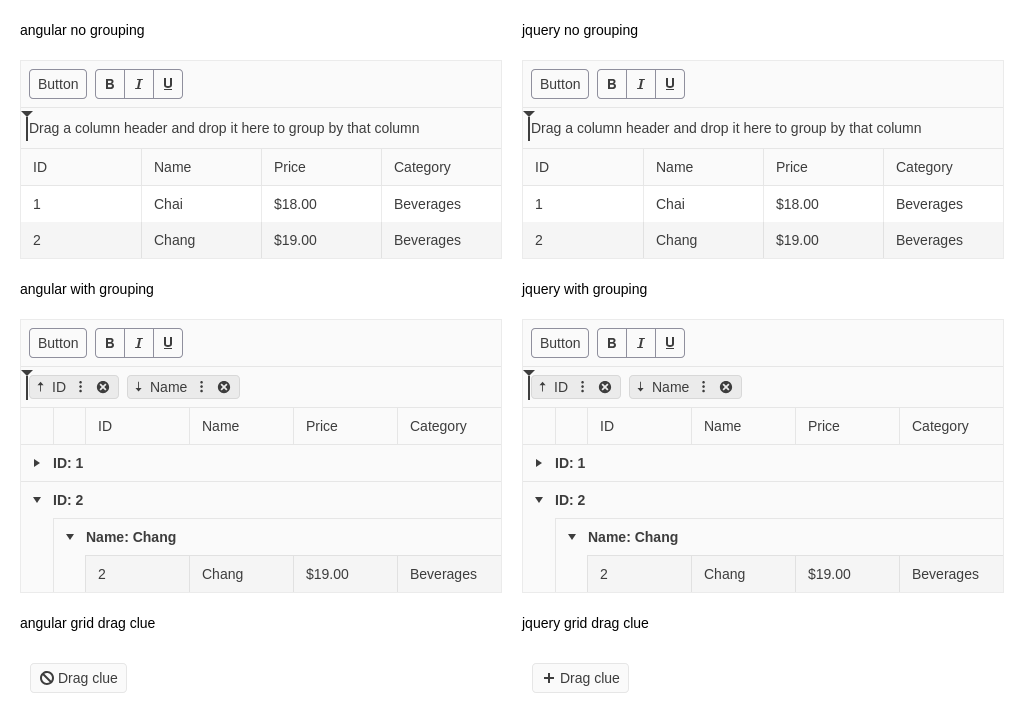 angular no grouping
Button B I U
Drag a column header and drop it here to group by that column
ID Name Price Category
1 Chai $18.00 Beverages
2 Chang $19.00 Beverages
jquery no grouping
Button B I U
Drag a column header and drop it here to group by that column
ID Name Price Category
1 Chai $18.00 Beverages
2 Chang $19.00 Beverages
angular with grouping
Button B I U
ID Name
ID Name Price Category
ID: 1
ID: 2
Name: Chang
2 Chang $19.00 Beverages
jquery with grouping
Button B I U
ID Name
ID Name Price Category
ID: 1
ID: 2
Name: Chang
2 Chang $19.00 Beverages
angular grid drag clue
Drag clue
jquery grid drag clue
Drag clue